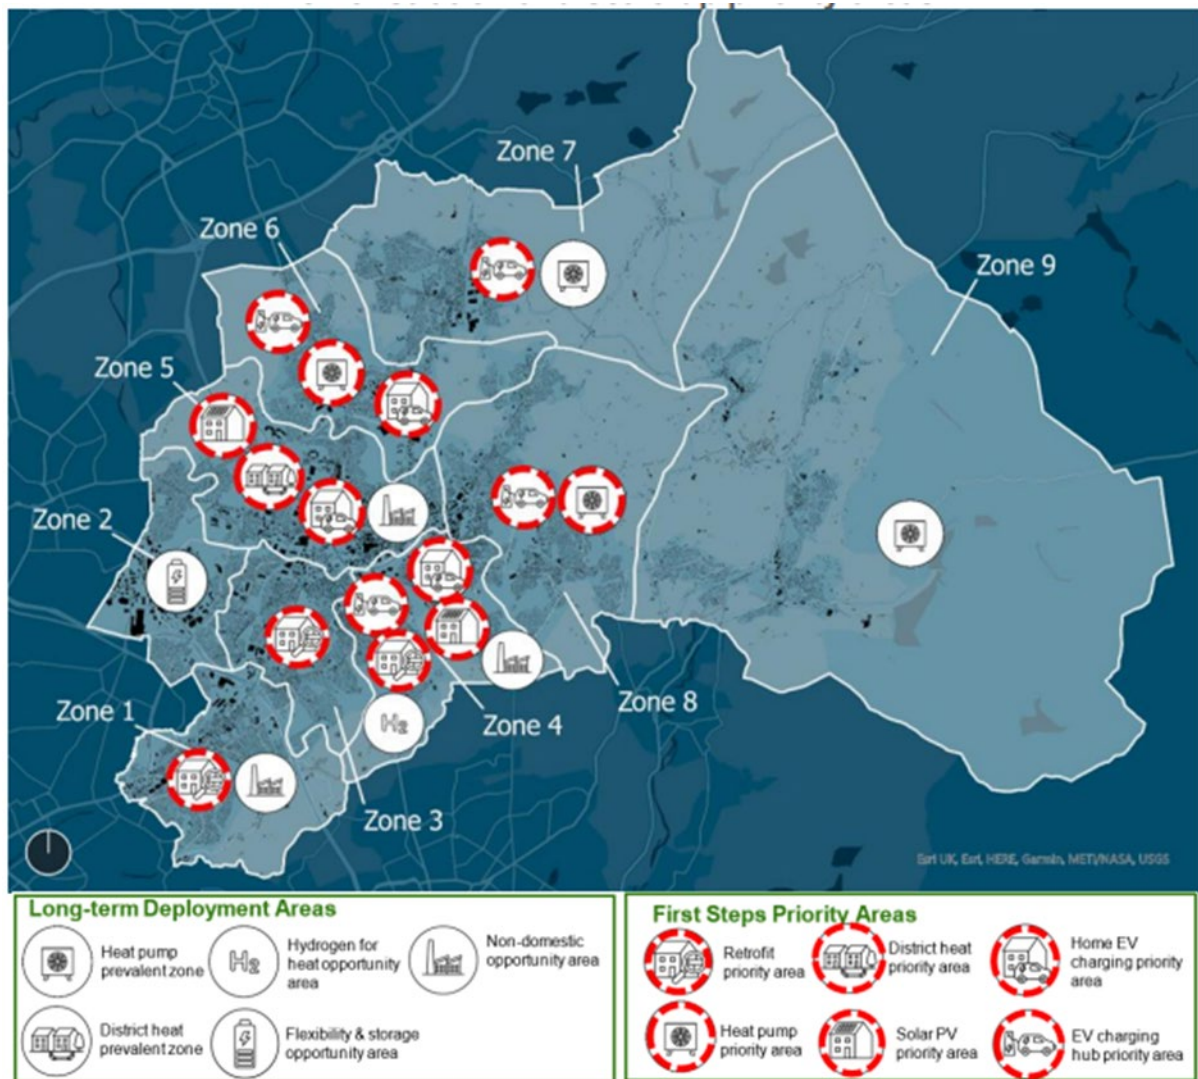 Zone 7
Zone 6
Zone 9
Zone 5
Zone 2
Zone 1
Zone 8
Zone 4
H2
Zone 3
Esri UK, Esri, HERE, Garmin, METI/NASA, USGS
Long-term Deployment Areas
Heat pump
prevalent zone
H2
Hydrogen for
heat opportunity
area
Non-domestic
opportunity area
District heat
prevalent zone
Flexibility & storage
opportunity area
First Steps Priority Areas
Retrofit
priority area
District heat
priority area
Home EV
charging priority
area
Heat pump
priority area
Solar PV
priority area
EV charging
hub priority area